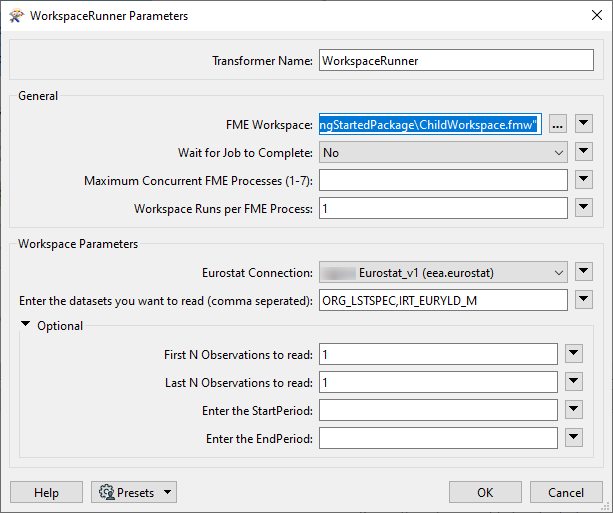 WorkspaceRunner Parameters
Transformer Name: WorkspaceRunner
General
FME Workspace: ngStartedPackage\ChildWorkspace.fmw" ...
Wait for Job to Complete: No
Maximum Concurrent FME Processes (1-7):
Workspace Runs per FME Process: 1
Workspace Parameters
Eurostat Connection: Eurostat_v1 (eea.eurostat)
Enter the datasets you want to read (comma seperated): ORG_LSTSPEC,IRT_EURYLD_M
Optional
First N Observations to read: 1
Last N Observations to read: 1
Enter the StartPeriod:
Enter the EndPeriod:
Help Presets OK Cancel